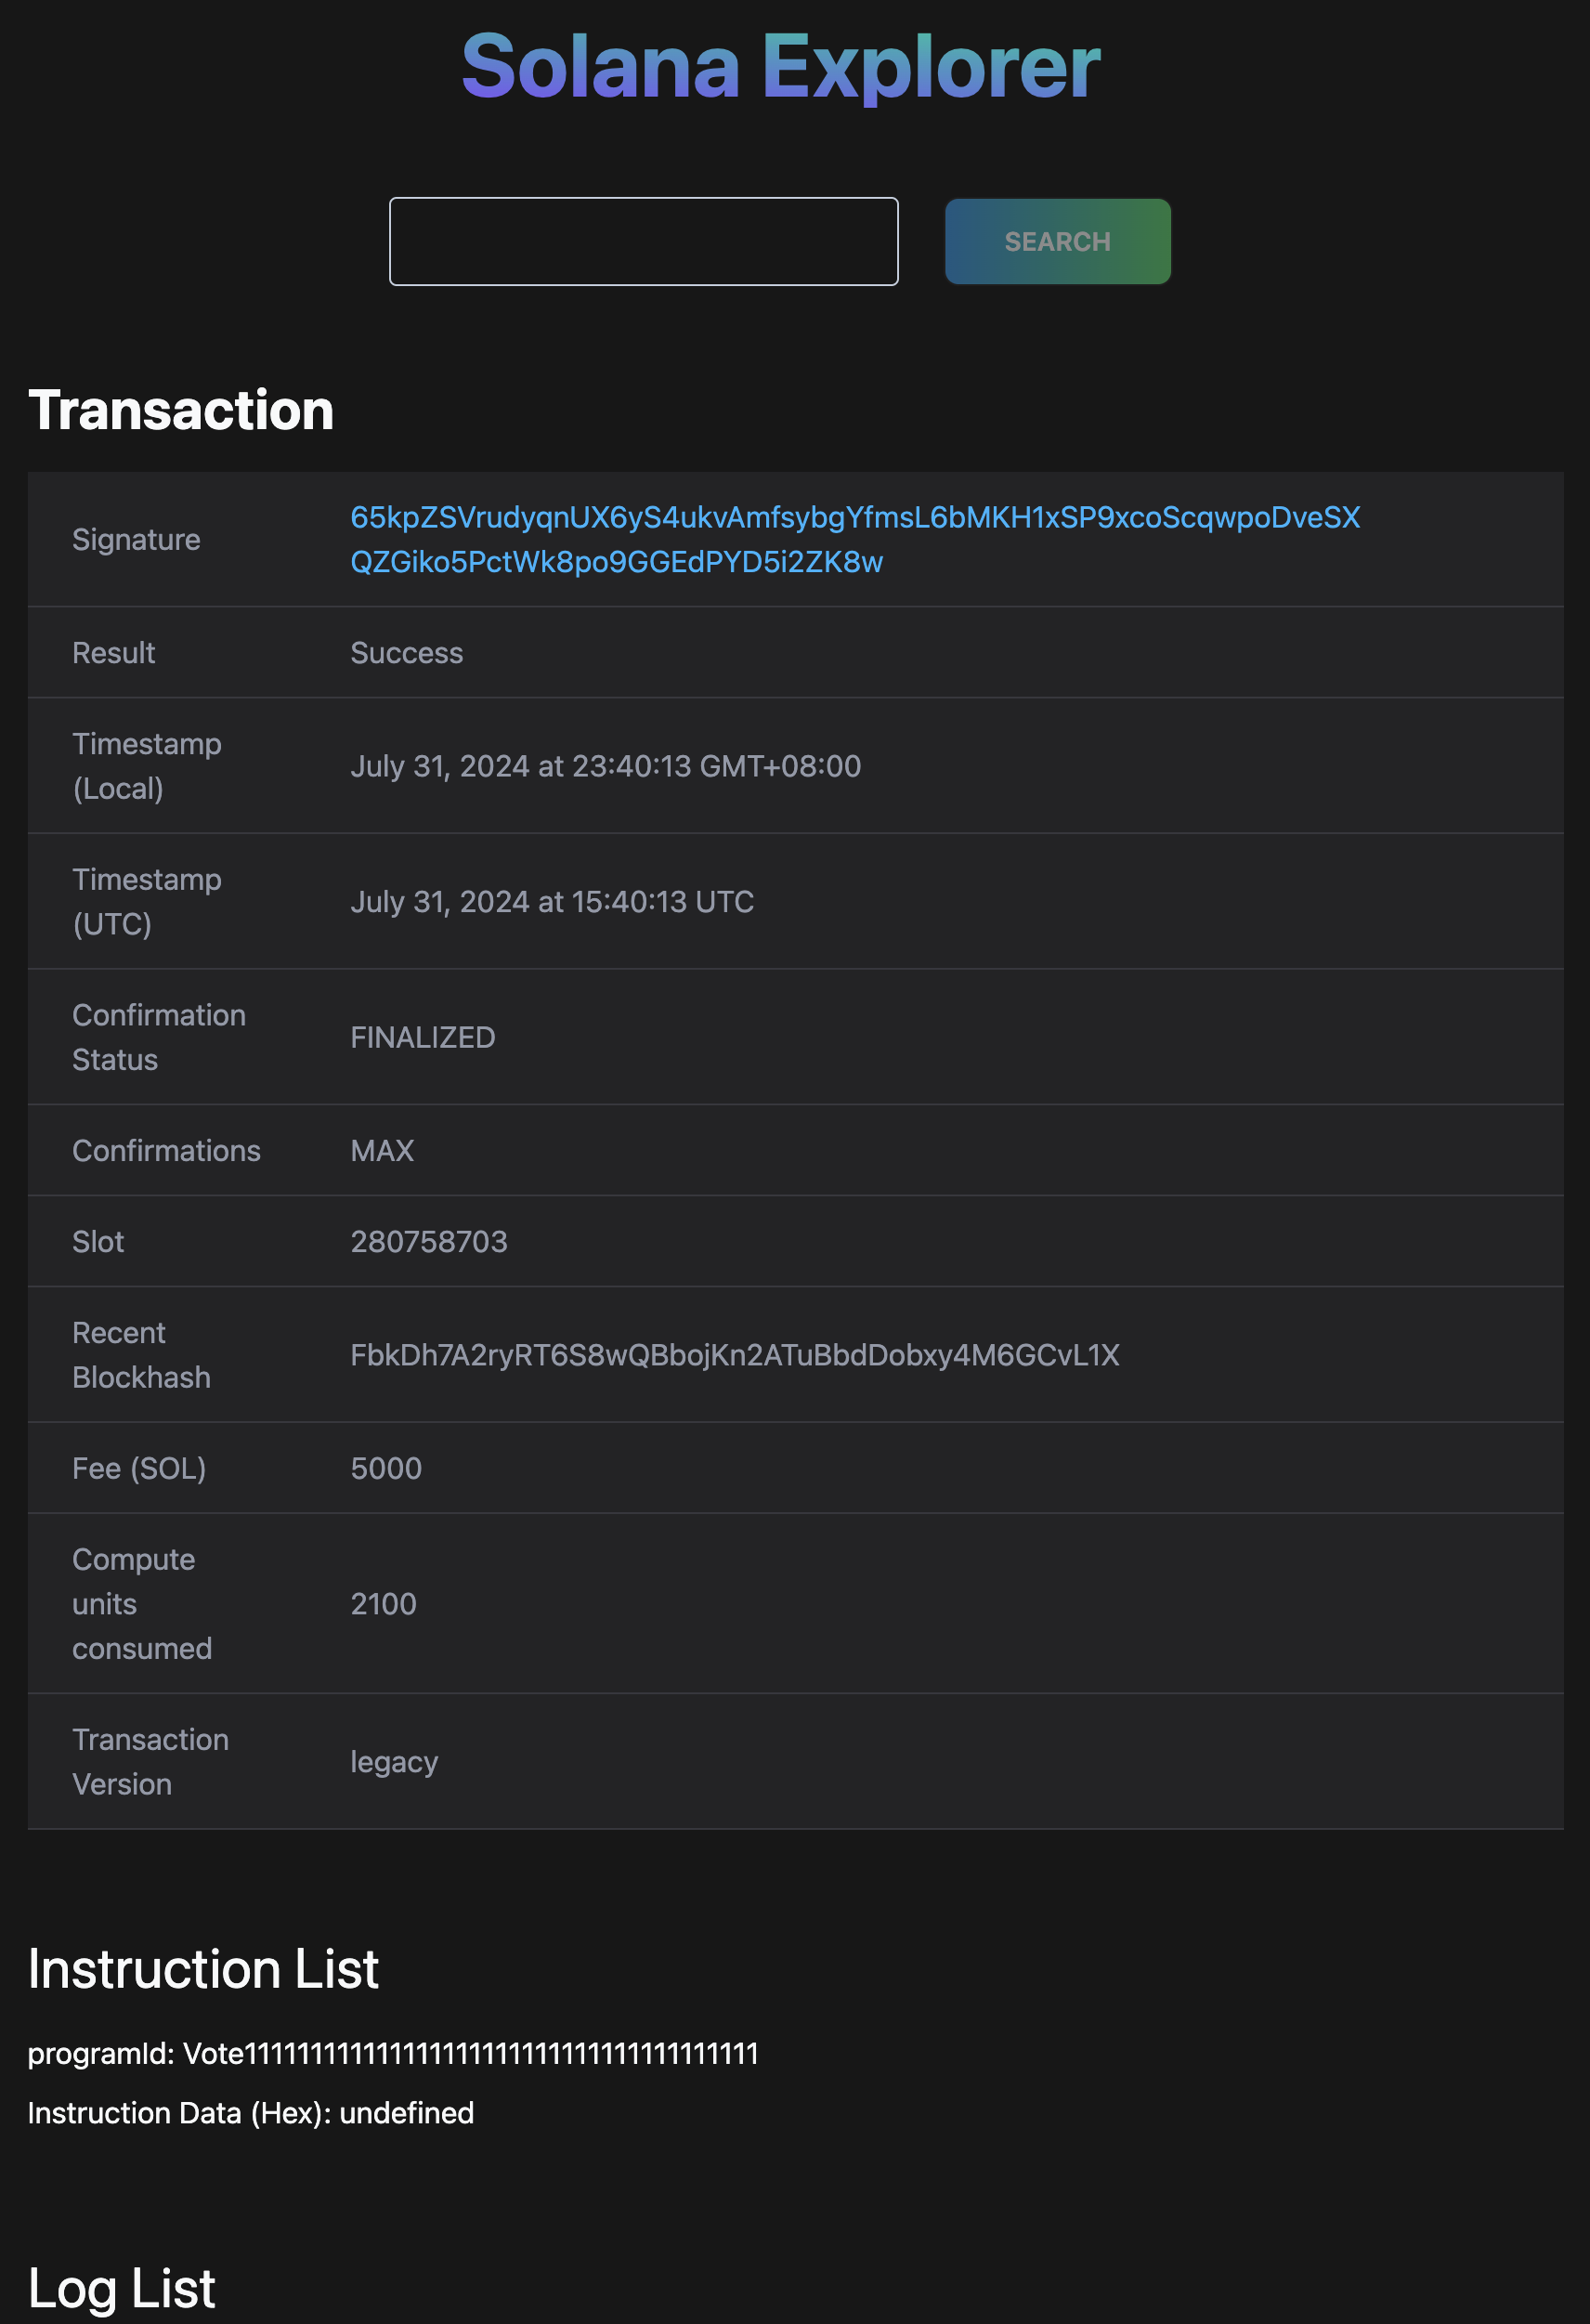 Solana Explorer
SEARCH
Transaction
Signature
65kpZSVrudyqnUX6yS4ukvAmfsybgYfmsL6bMKH1xSP9xcoScqwpoDveSX
QZGiko5PctWk8po9GGEdPYD5i2ZK8w
Result
Success
Timestamp
(Local)
July 31, 2024 at 23:40:13 GMT+08:00
Timestamp
(UTC)
July 31, 2024 at 15:40:13 UTC
Confirmation
Status
FINALIZED
Confirmations
MAX
Slot
280758703
Recent
Blockhash
FbkDh7A2ryRT6S8wQBbojKn2ATuBbdDobxy4M6GCvL1X
Fee (SOL)
5000
Compute
units
consumed
2100
Transaction
Version
legacy
Instruction List
programId: Vote111111111111111111111111111111111111111
Instruction Data (Hex): undefined
Log List